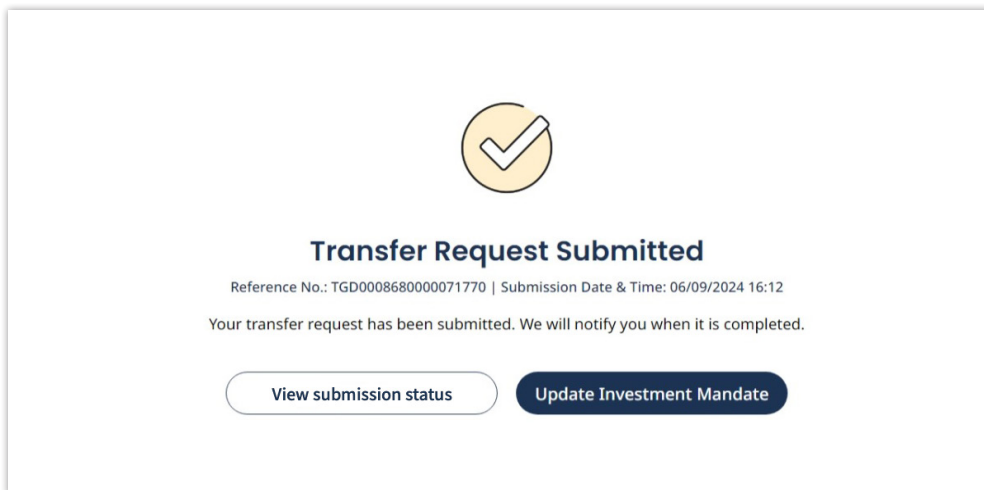 Transfer Request Submitted
Reference No.: TGD0008680000071770 | Submission Date & Time: 06/09/2024 16:12
Your transfer request has been submitted. We will notify you when it is completed.
View submission status
Update Investment Mandate